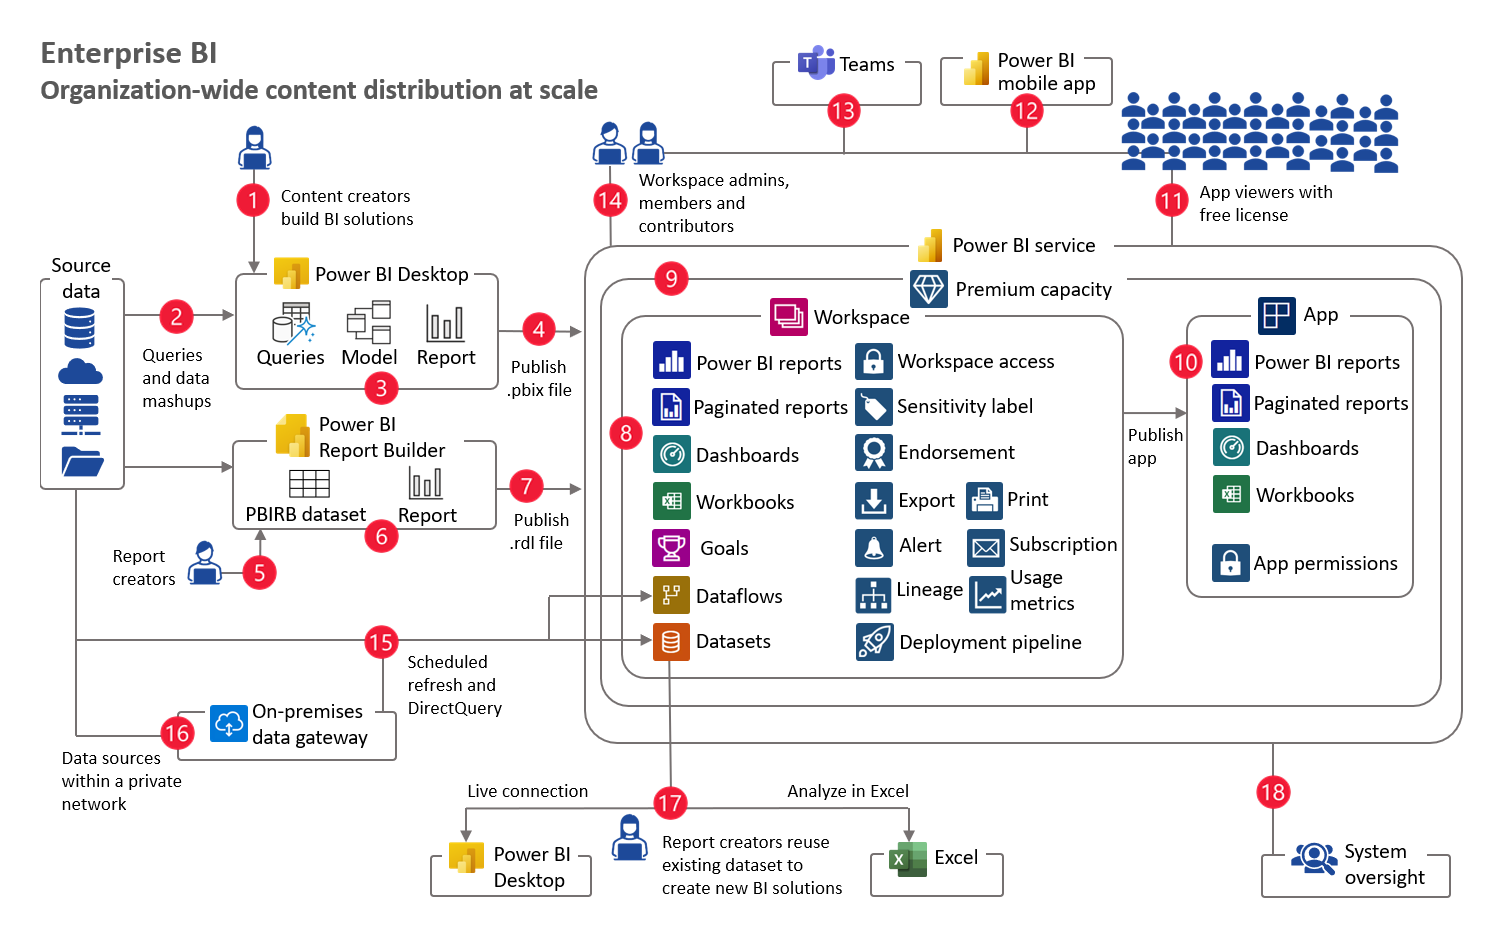 Enterprise BI
Organization-wide content distribution at scale
T
Teams
13
Power BI
mobile app
12
1
Content creators
build BI solutions
14
Workspace admins,
members and
contributors
11
App viewers with
free license
Source
data
2
Queries
and data
mashups
Power BI Desktop
Queries
Model
Report
3
4
Publish
.pbix file
Power BI
Report Builder
PBIRB dataset
Report
6
7
Publish
.rdl file
Report
creators
5
Power BI service
9
Premium capacity
Workspace
8
Power BI reports
Paginated reports
Dashboards
Workbooks
Goals
Dataflows
Datasets
Workspace access
Sensitivity label
Endorsement
Export
Print
Alert
Subscription
Lineage
Usage
metrics
Deployment pipeline
Publish
app
App
10
Power BI reports
Paginated reports
Dashboards
Workbooks
App permissions
15
Scheduled
refresh and
DirectQuery
16
On-premises
data gateway
Data sources
within a private
network
Live connection
17
Analyze in Excel
Power BI
Desktop
Report creators reuse
existing dataset to
create new BI solutions
X
Excel
18
System
oversight